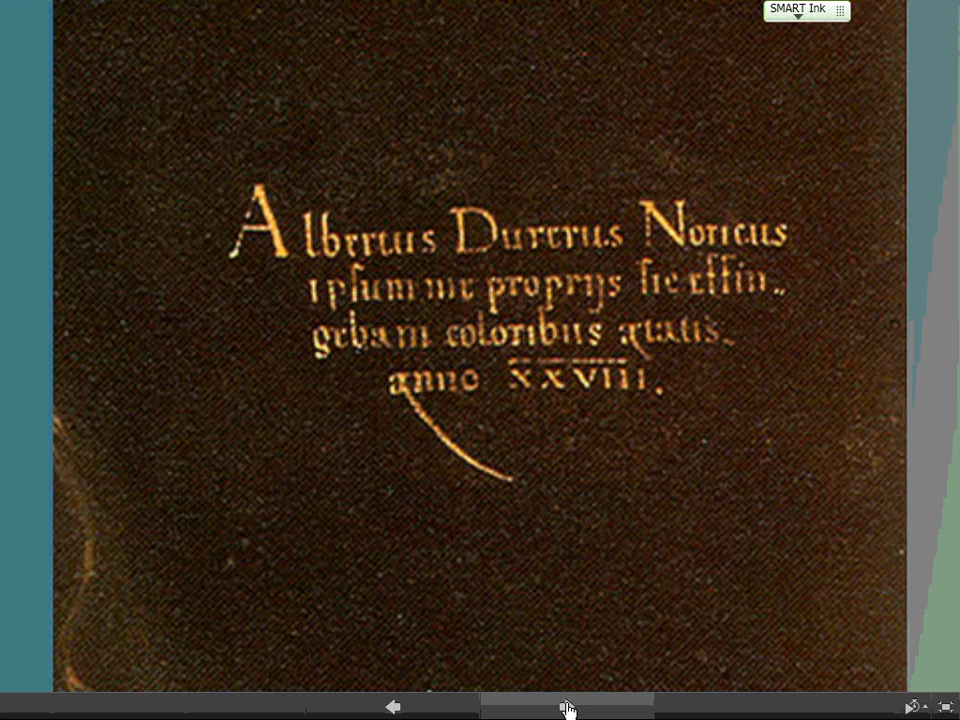 SMART Ink
Albertus Durerus Noricus
ipsum me proprijs sic effin..
gebam coloribus ætatis.
anno XXVIII.